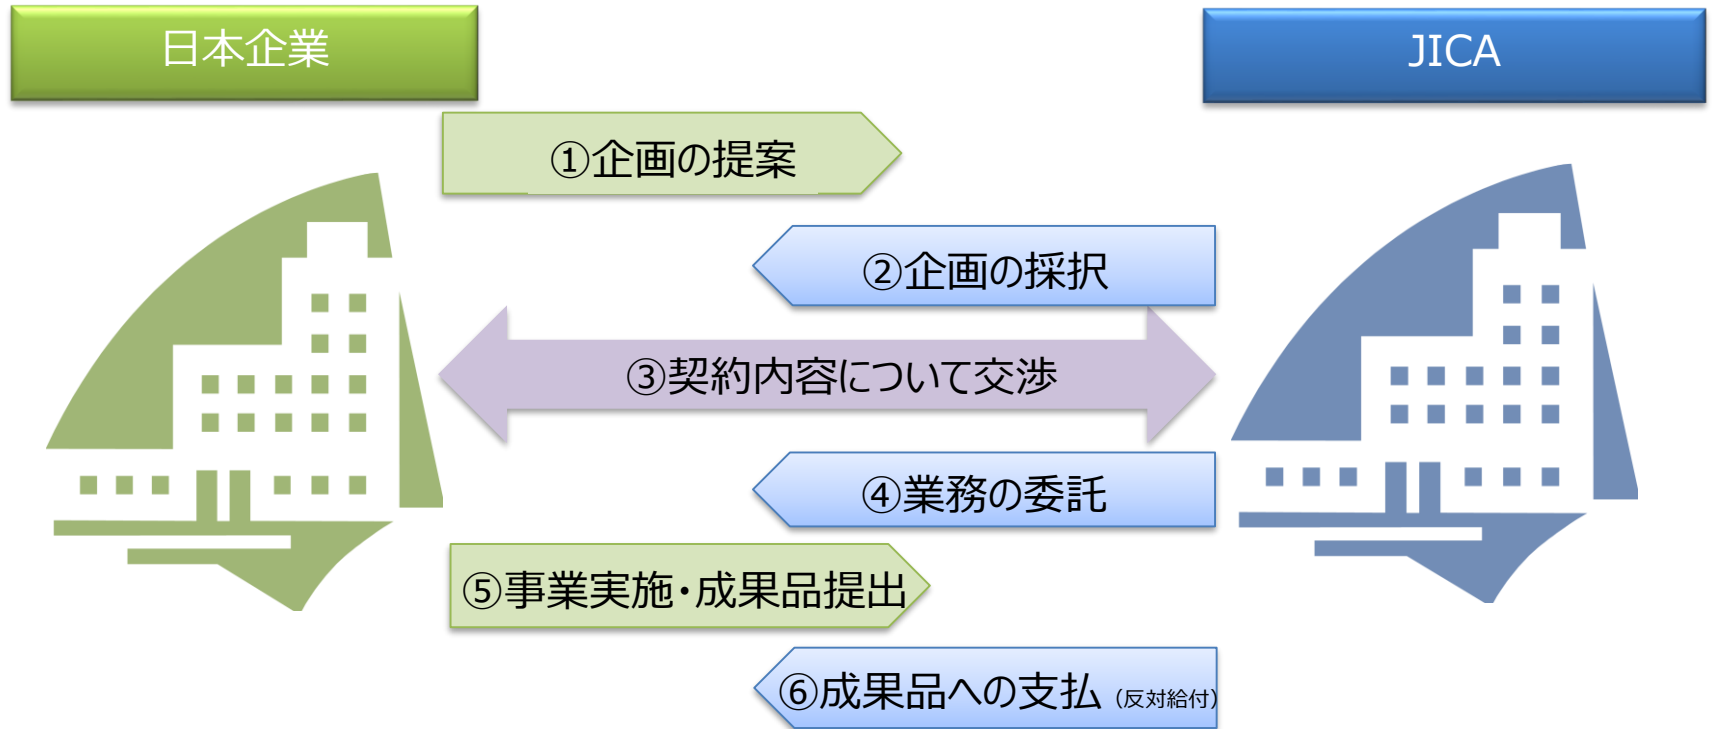 日本企業
JICA
①企画の提案
②企画の採択
③契約内容について交渉
④業務の委託
⑤事業実施・成果品提出
⑥成果品への支払（反対給付）